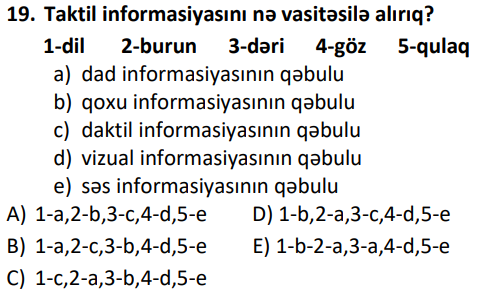 19. Taktil informasiyasını nə vasitəsilə alırıq?
1-dil 2-burun 3-dəri 4-göz 5-qulaq
a) dad informasiyasının qəbulu
b) qoxu informasiyasının qəbulu
c) daktil informasiyasının qəbulu
d) vizual informasiyasının qəbulu
e) səs informasiyasının qəbulu
A) 1-a,2-b,3-c,4-d,5-e D) 1-b,2-a,3-c,4-d,5-e
B) 1-a,2-c,3-b,4-d,5-e E) 1-b-2-a,3-a,4-d,5-e
C) 1-c,2-a,3-b,4-d,5-e